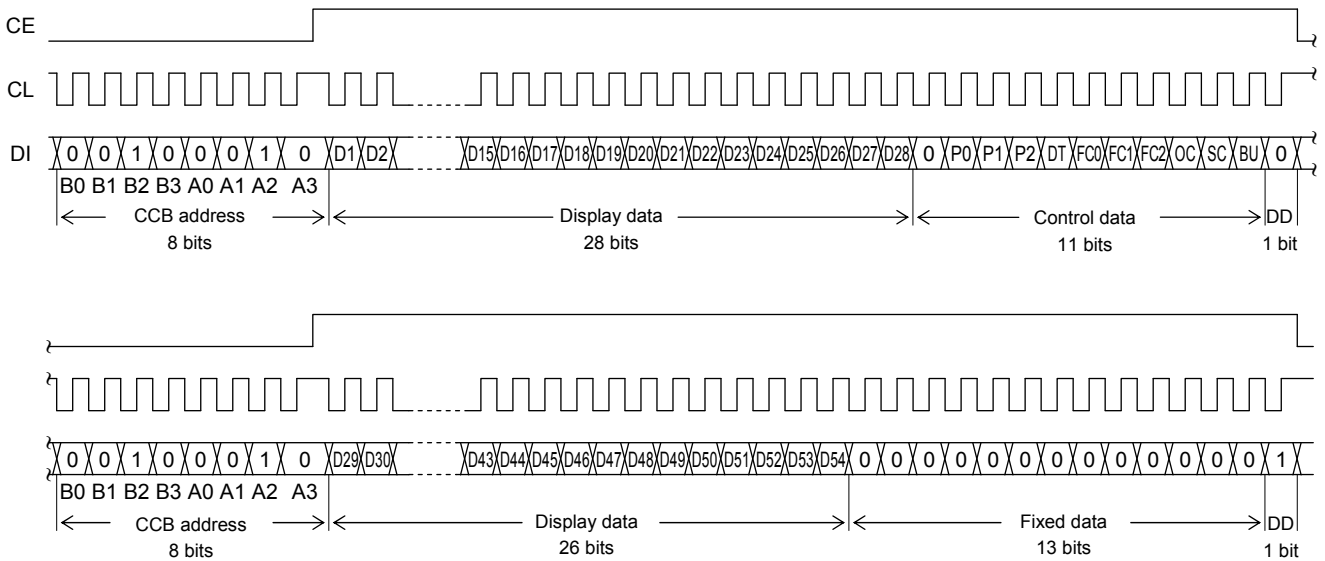 CE
CL
DI 0 0 1 0 0 0 1 0 D1 D2 D15 D16 D17 D18 D19 D20 D21 D22 D23 D24 D25 D26 D27 D28 0 P0 P1 P2 DT FC0 FC1 FC2 OC SC BU 0
B0 B1 B2 B3 A0 A1 A2 A3
CCB address Display data Control data DD
8 bits 28 bits 11 bits 1 bit
0 0 1 0 0 0 1 0 D29 D30 D43 D44 D45 D46 D47 D48 D49 D50 D51 D52 D53 D54 0 0 0 0 0 0 0 0 0 0 0 0 0 1
B0 B1 B2 B3 A0 A1 A2 A3
CCB address Display data Fixed data DD
8 bits 26 bits 13 bits 1 bit